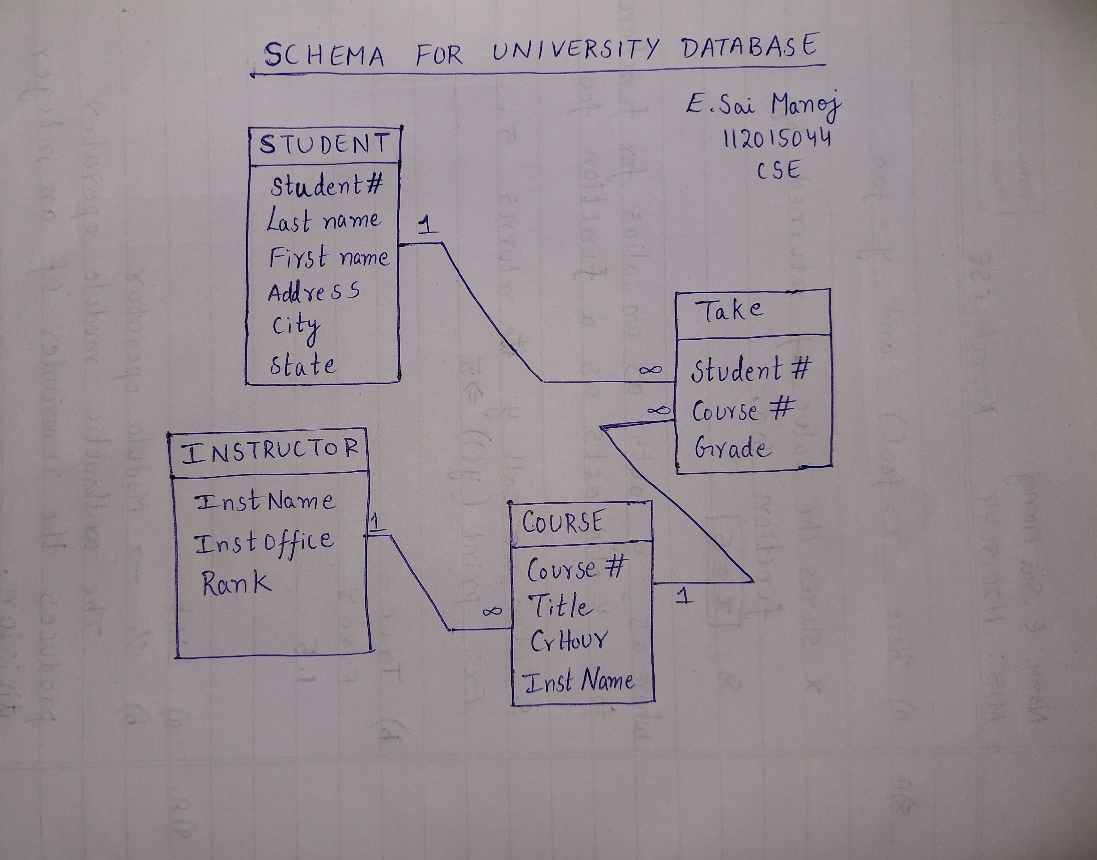 SCHEMA FOR UNIVERSITY DATABASE
E. Sai Manoj
112015044
CSE
STUDENT
Student#
Last name
First name
Address
City
State
1
∞
Take
Student #
Course #
Grade
∞
INSTRUCTOR
Inst Name
Inst Office
Rank
1
∞
COURSE
Course #
Title
CrHour
Inst Name
1